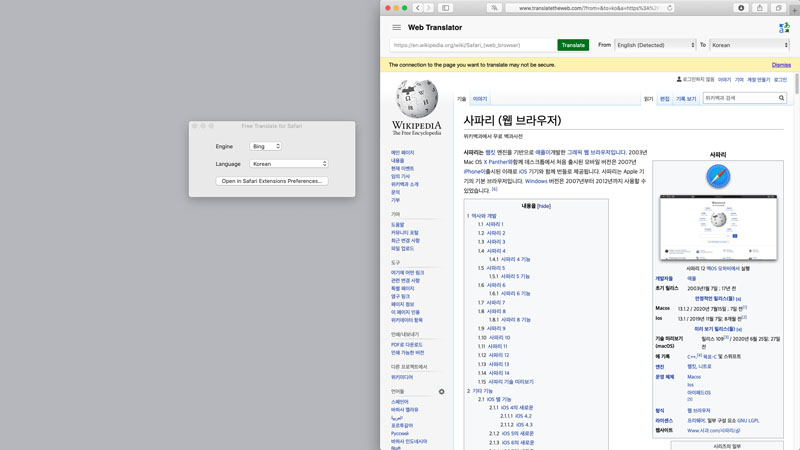 Free Translate for Safari
Engine
Bing
Language
Korean
Open in Safari Extensions Preferences...
www.translatetheweb.com/?from=&to=ko&a=https%3A%2F
Web Translator
https://en.wikipedia.org/wiki/Safari_(web_browser)
Translate
From
English (Detected)
To
Korean
The connection to the page you want to translate may not be secure.
Dismiss
로그인하지 않음 이야기 기여 계정 만들기 로그인
기술 이야기
읽기 편집 기록 보기
위키백과 검색
WIKIPEDIA
The Free Encyclopedia
메인 페이지
내용물
현재 이벤트
임의 기사
위키백과 소개
문의
기부
기여
도움말
커뮤니티 포털
최근 변경 사항
파일 업로드
도구
여기에 어떤 링크
관련 변경 사항
특별 페이지
영구 링크
페이지 정보
이 페이지 인용
위키데이터 항목
인쇄/내보내기
PDF로 다운로드
인쇄 가능한 버전
다른 프로젝트에서
위키미디어
언어들
스페인어
바하사 멜라유
العربية
포르투갈어
Русский
바하사 인도네시아
हिन्दी
사파리 (웹 브라우저)
위키백과에서 무료 백과사전
사파리는 웹킷 엔진을 기반으로 애플이개발한 그래픽 웹 브라우저입니다. 2003년
Mac OS X Panther와함께 데스크톱에서 처음 출시된 모바일 버전은 2007년
iPhone이출시된 이래로 iOS 기기와 함께 번들로 제공됩니다. 사파리는 Apple 기
기의 기본 브라우저입니다. Windows 버전은 2007년부터 2012년까지 사용할 수
있었습니다. [6]
내용을 [hide]
1 역사와 개발
1.1 사파리 1
1.2 사파리 2
1.3 사파리 3
1.4 사파리 4
1.4.1 사파리 4 기능
1.5 사파리 5
1.5.1 사파리 5 기능
1.6 사파리 6
1.6.1 사파리 6 기능
1.7 사파리 7
1.8 사파리 8
1.8.1 사파리 8 기능
1.9 사파리 9
1.10 사파리 10
1.11 사파리 11
1.12 사파리 12
1.13 사파리 13
1.14 사파리 14
1.15 사파리 기술 미리보기
2 기타 기능
2.1 iOS 웹 기능
2.1.1 iOS 4의 새로운
2.1.1.1 iOS 4.2
2.1.1.2 iOS 4.3
2.1.2 iOS 5의 새로운
2.1.3 iOS 6의 새로운
사파리
사파리 12 맥OS 모하비에서 실행
개발자들 애플
초기 릴리스 2003년1월 7일 ; 17년 전
안정적인 릴리스(들) [±]
Macos 13.1.2 / 2020년 7월15일 ; 7일 전[1]
Ios 13.1 / 2019년 11월 7일; 8개월 전[2]
미리 보기 릴리스(들) [±]
기술 미리보기 (macOS) 릴리스 109[3] / 2020년 6월 25일; 27일 전
에 기록 C++,[4] 목표-C 및 스위프트
엔진 웹킷, 니트로
운영 체제 Macos
Ios
아이패드OS
[5]
형식 웹 브라우저
라이센스 프리웨어; 일부 구성 요소 GNU LGPL
웹사이트 Www.사과.com/사파리/
시리즈의 일부